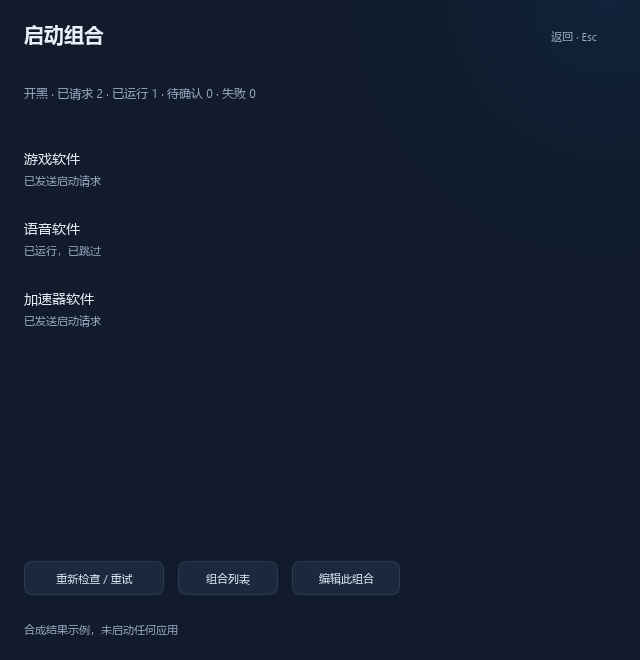 启动组合
返回 · Esc
开黑 · 已请求 2 · 已运行 1 · 待确认 0 · 失败 0
游戏软件
已发送启动请求
语音软件
已运行，已跳过
加速器软件
已发送启动请求
重新检查 / 重试
组合列表
编辑此组合
合成结果示例，未启动任何应用